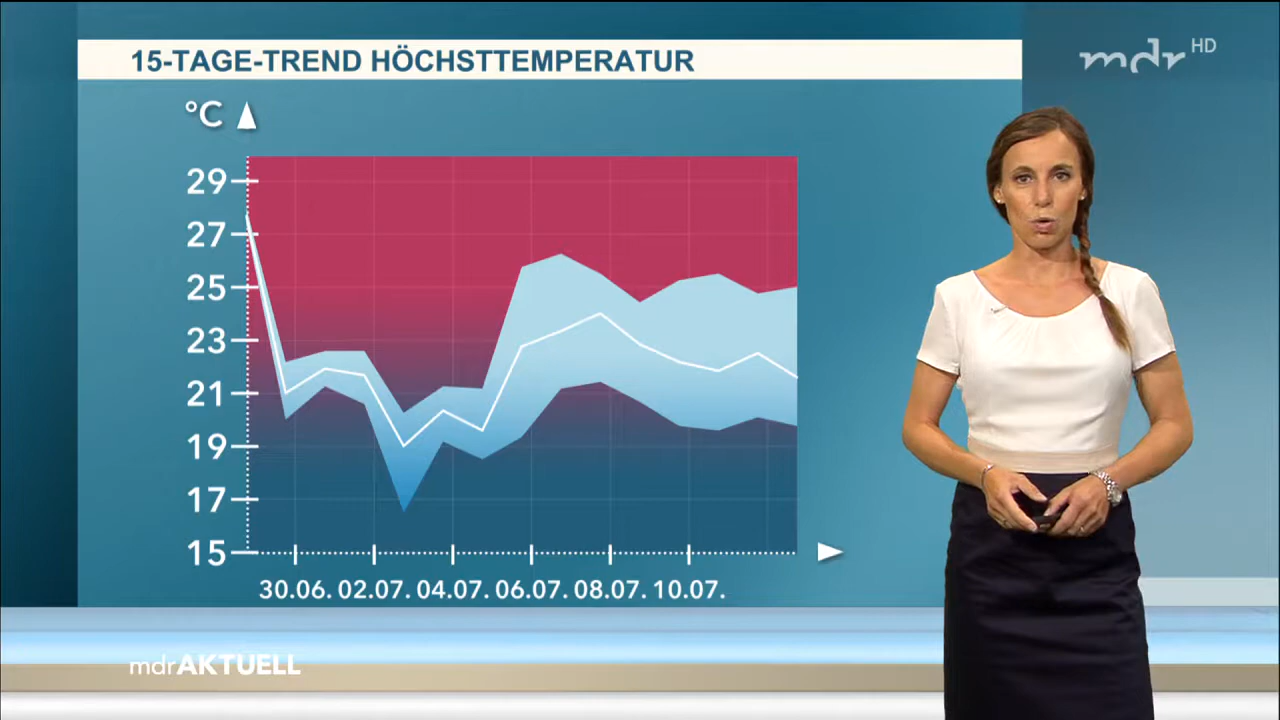 15-TAGE-TREND HÖCHSTTEMPERATUR
mdr HD
°C
29
27
25
23
21
19
17
15
30.06. 02.07. 04.07. 06.07. 08.07. 10.07.
mdrAKTUELL